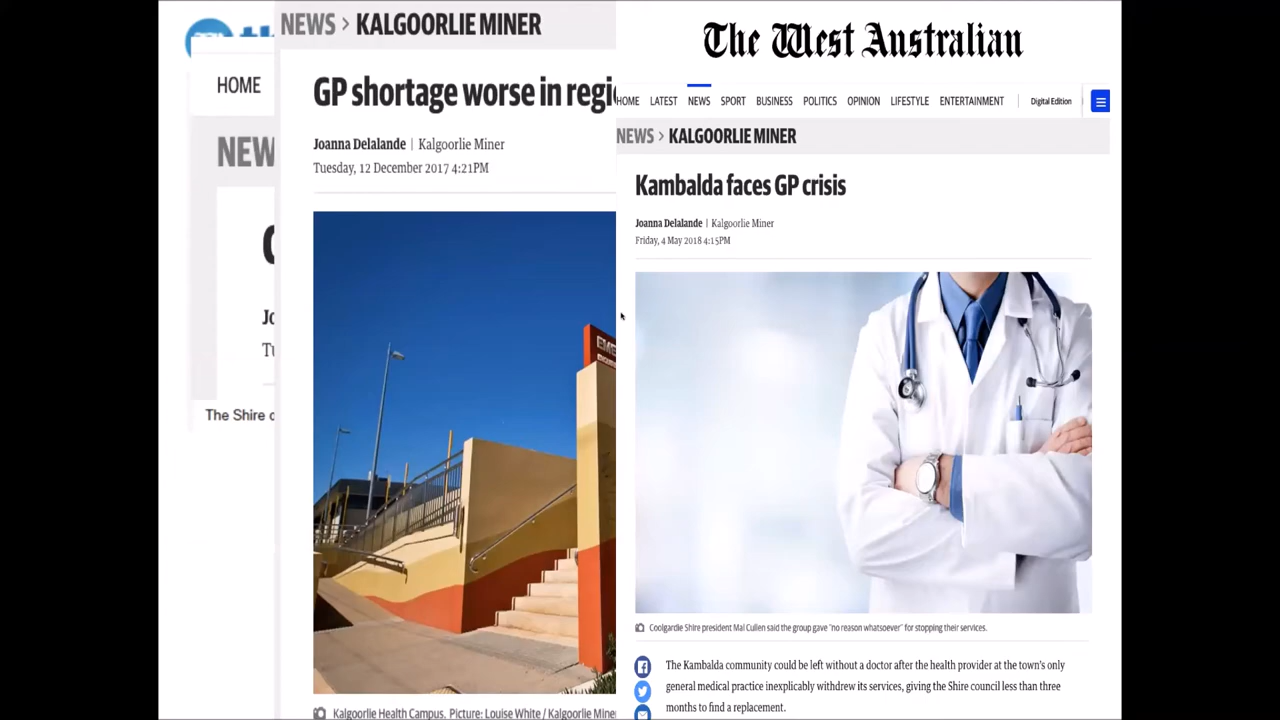 HOME
NEW
The Shire
NEWS > KALGOORLIE MINER
GP shortage worse in
Joanna Delalande | Kalgoorlie Miner
Tuesday, 12 December 2017 4:21PM
Kalgoorlie Health Campus. Picture: Louise White / Kalgoorlie
The West Australian
HOME LATEST NEWS SPORT BUSINESS POLITICS OPINION LIFESTYLE ENTERTAINMENT Digital Edition
NEWS > KALGOORLIE MINER
Kambalda faces GP crisis
Joanna Delalande | Kalgoorlie Miner
Friday, 4 May 2018 4:15PM
Coolgardie Shire president Mal Cullen said the group gave "no reason whatsoever" for stopping their services.
The Kambalda community could be left without a doctor after the health provider at the town's only
general medical practice inexplicably withdrew its services, giving the Shire council less than three
months to find a replacement.